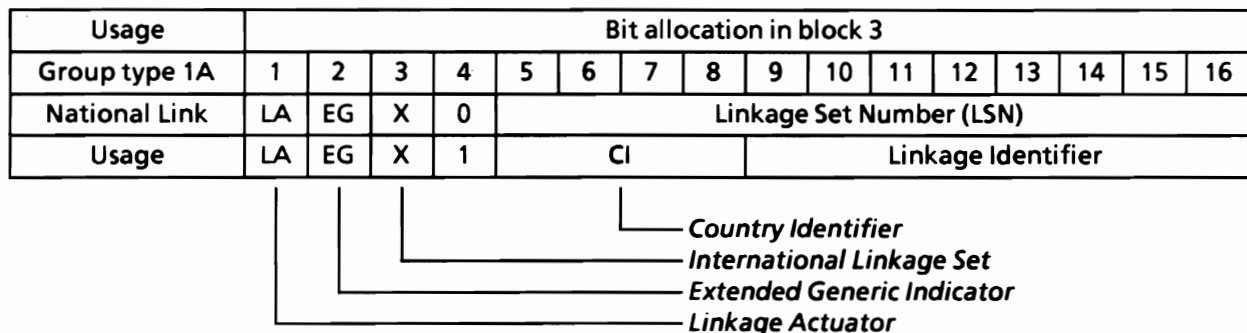 Usage Bit allocation in block 3
Group type 1A 1 2 3 4 5 6 7 8 9 10 11 12 13 14 15 16
National Link LA EG X 0 Linkage Set Number (LSN)
Usage LA EG X 1 CI Linkage Identifier
Country Identifier
International Linkage Set
Extended Generic Indicator
Linkage Actuator